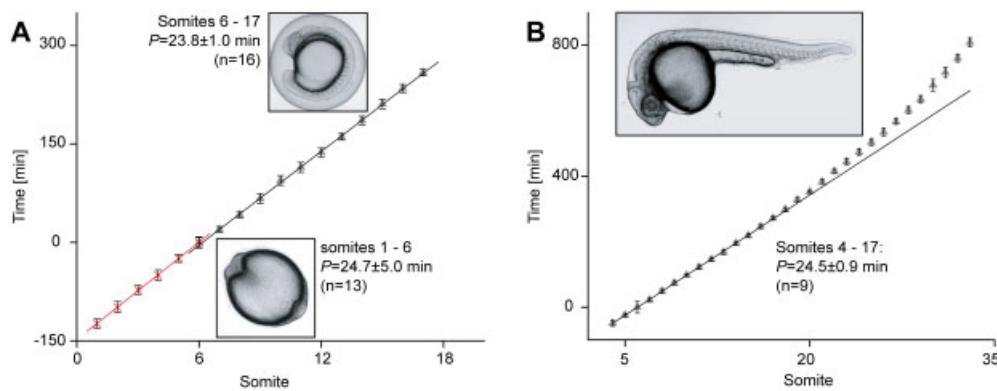 A
Somites 6 - 17
P=23.8±1.0 min
(n=16)
300
150
0
-150
Time [min]
somites 1 - 6
P=24.7±5.0 min
(n=13)
0
6
12
18
Somite
B
800
400
0
Time [min]
Somites 4 - 17:
P=24.5±0.9 min
(n=9)
5
20
35
Somite